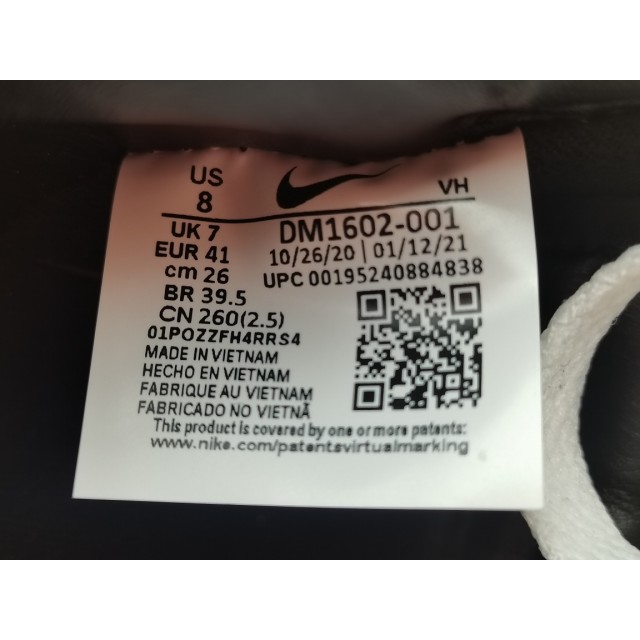 US
8
VH
UK 7
DM1602-001
EUR 41
10/26/20 | 01/12/21
cm 26
UPC 00195240884838
BR 39.5
CN 260(2.5)
01POZZFH4RRS4
MADE IN VIETNAM
HECHO EN VIETNAM
FABRIQUE AU VIETNAM
FABRICADO NO VIETNÃ
This product is covered by one or more patents:
www.nike.com/patentsvirtualmarking